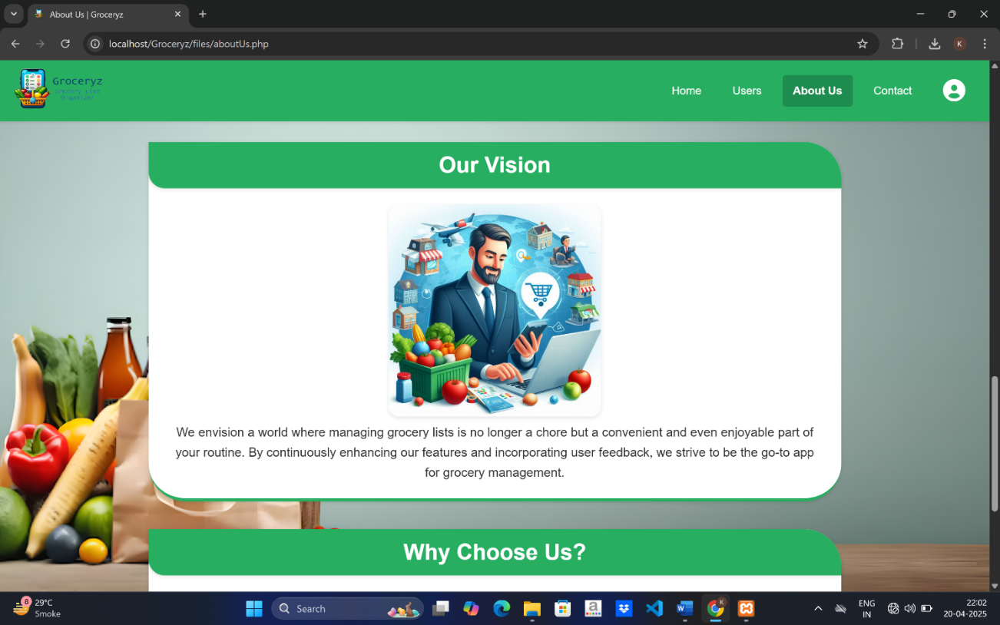 About Us | Groceryz
localhost/Groceryz/files/aboutUs.php
K
Groceryz
Grocery List
Organizer
Home
Users
About Us
Contact
Our Vision
We envision a world where managing grocery lists is no longer a chore but a convenient and even enjoyable part of
your routine. By continuously enhancing our features and incorporating user feedback, we strive to be the go-to app
for grocery management.
Why Choose Us?
8
29°C
Smoke
Search
a
K
ENG
IN
22:02
20-04-2025